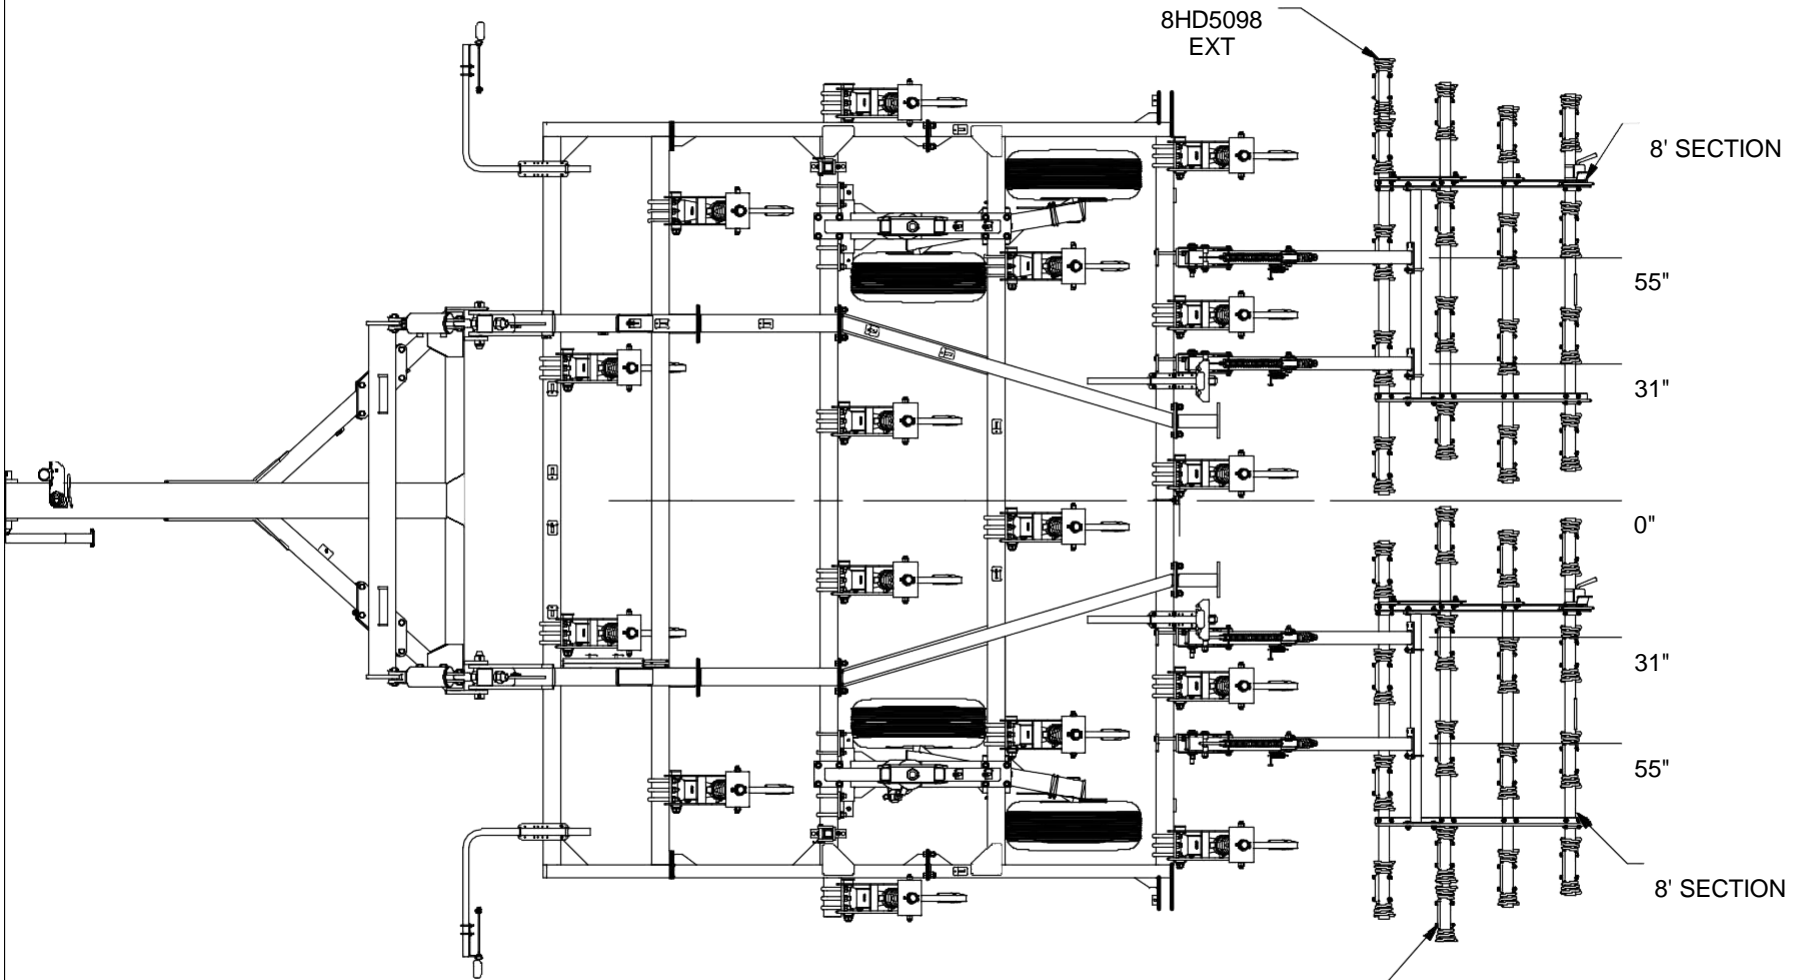 8HD5098
EXT
8' SECTION
55"
31"
0"
31"
55"
8' SECTION